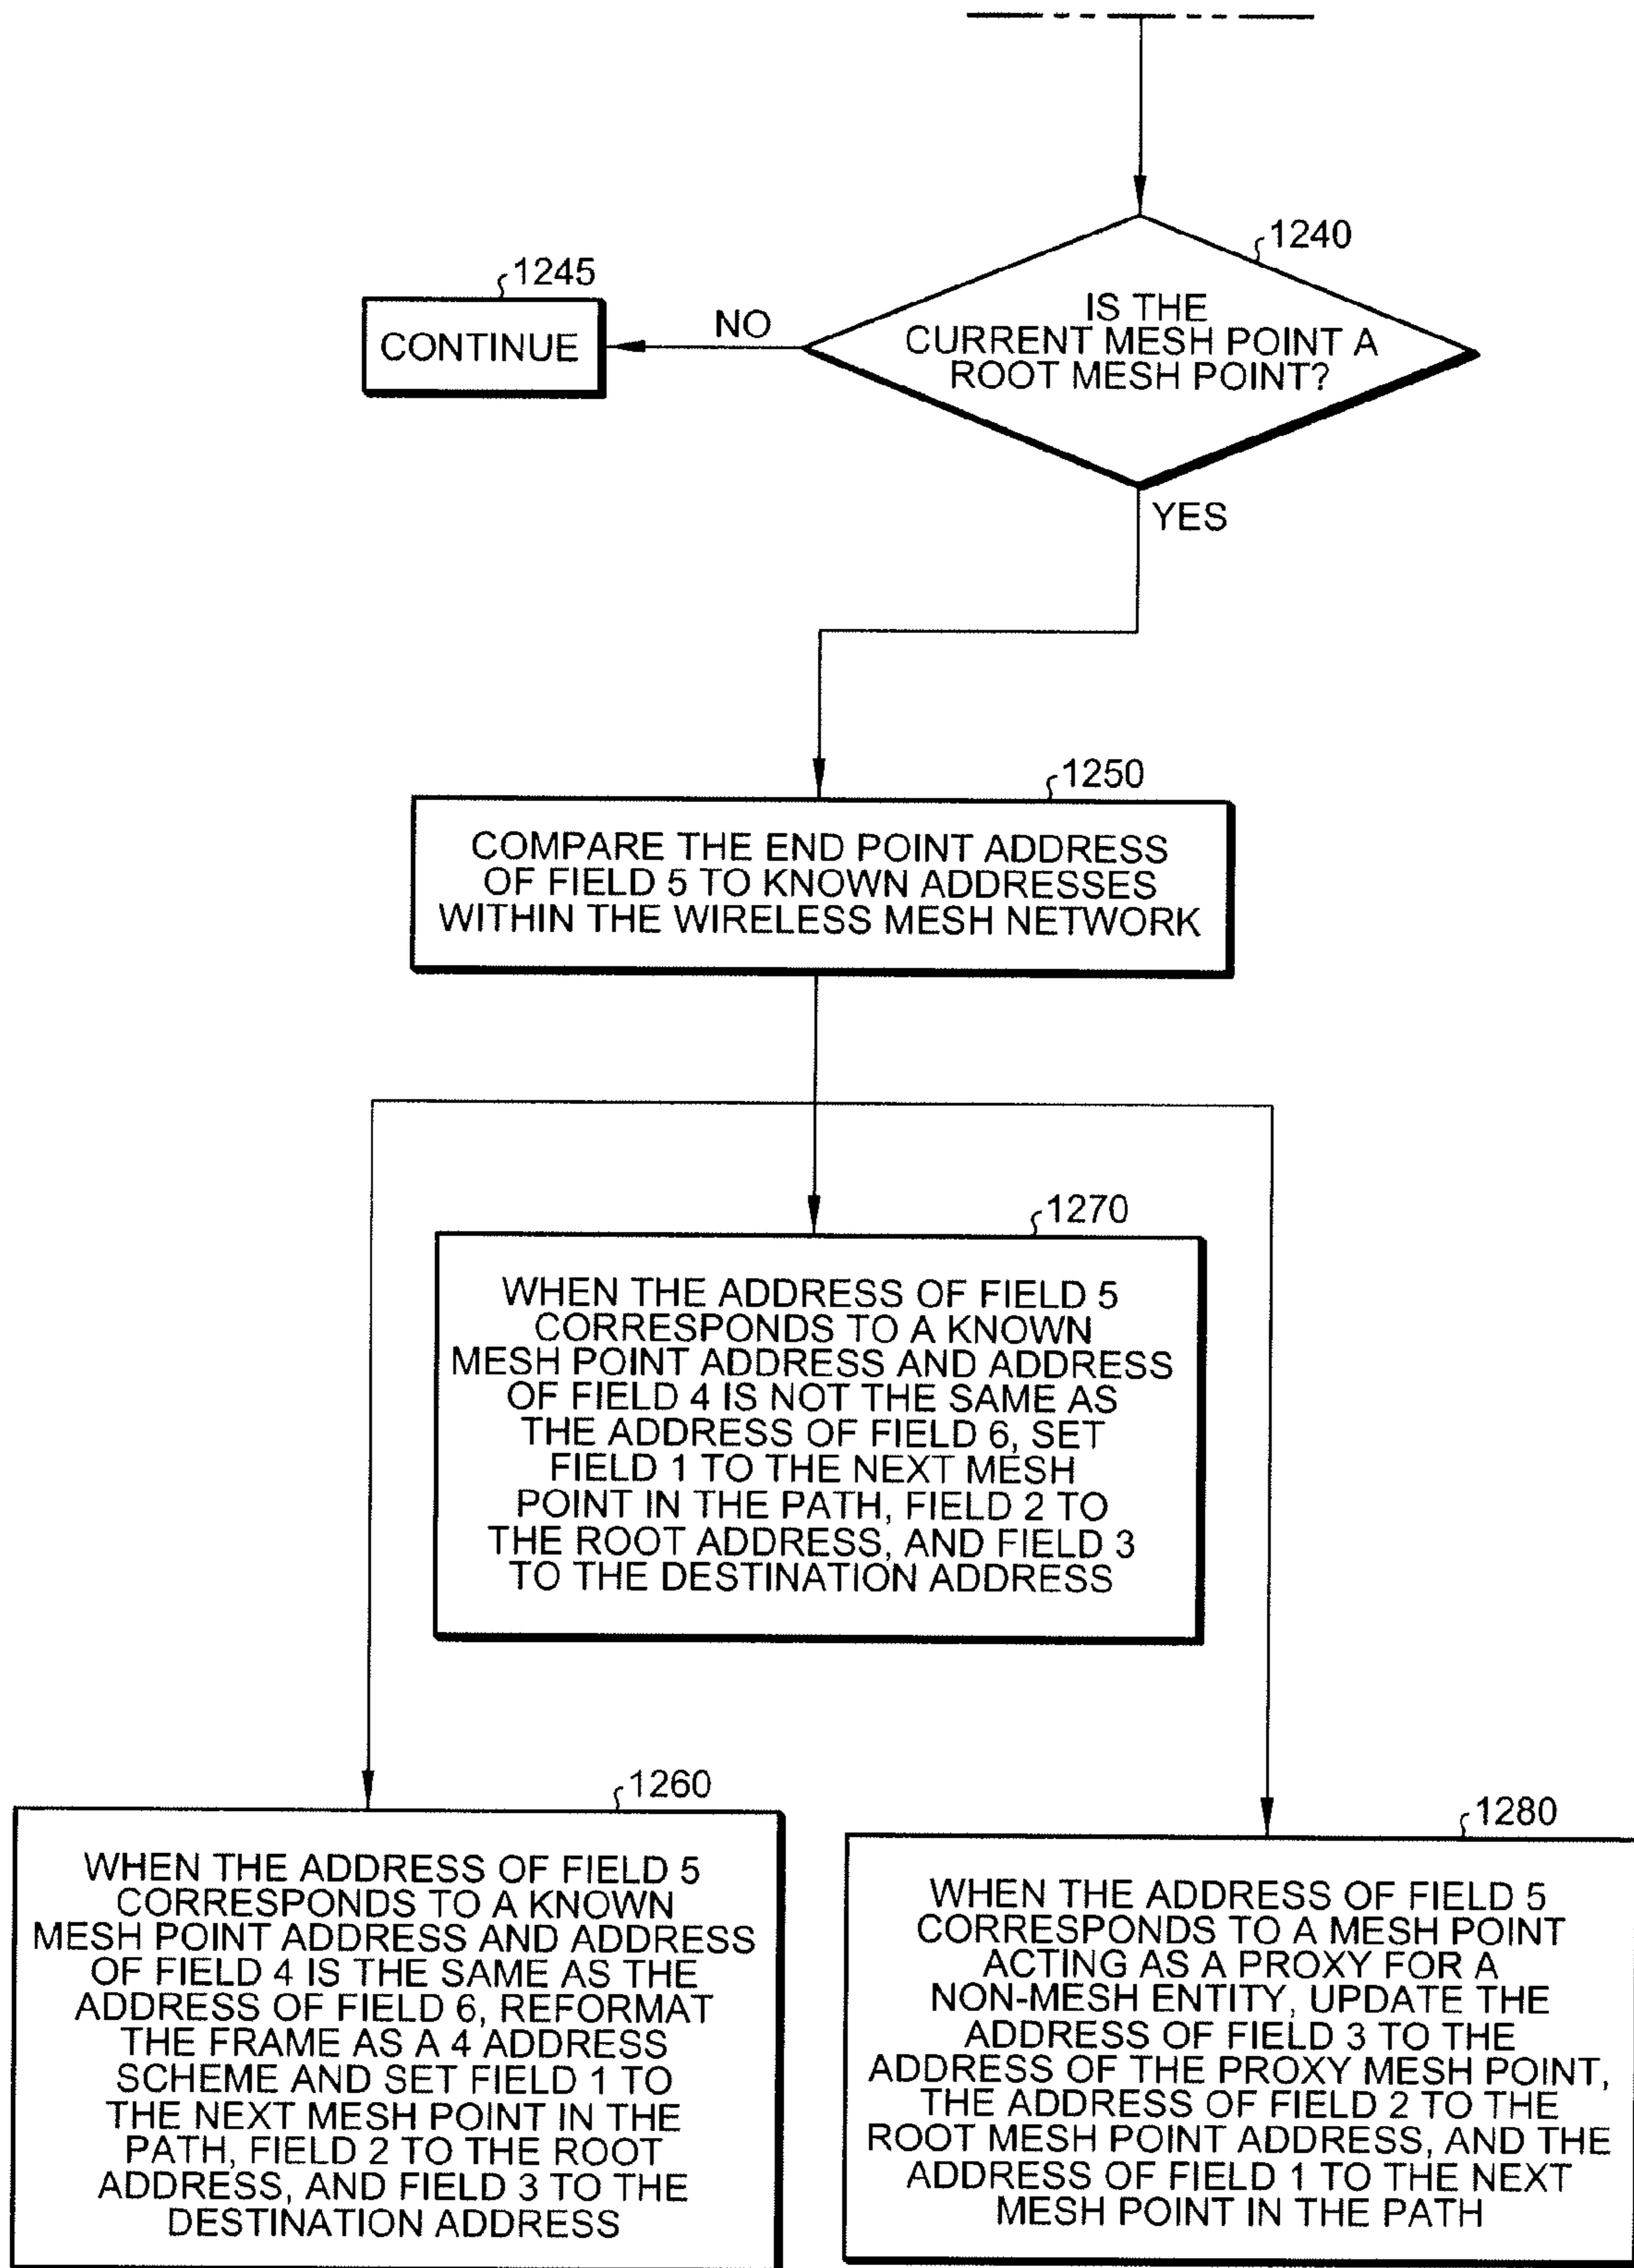 1240
IS THE
CURRENT MESH POINT A
ROOT MESH POINT?
1245
CONTINUE
NO
YES
1250
COMPARE THE END POINT ADDRESS
OF FIELD 5 TO KNOWN ADDRESSES
WITHIN THE WIRELESS MESH NETWORK
1270
WHEN THE ADDRESS OF FIELD 5
CORRESPONDS TO A KNOWN
MESH POINT ADDRESS AND ADDRESS
OF FIELD 4 IS NOT THE SAME AS
THE ADDRESS OF FIELD 6, SET
FIELD 1 TO THE NEXT MESH
POINT IN THE PATH, FIELD 2 TO
THE ROOT ADDRESS, AND FIELD 3
TO THE DESTINATION ADDRESS
1260
WHEN THE ADDRESS OF FIELD 5
CORRESPONDS TO A KNOWN
MESH POINT ADDRESS AND ADDRESS
OF FIELD 4 IS THE SAME AS THE
ADDRESS OF FIELD 6, REFORMAT
THE FRAME AS A 4 ADDRESS
SCHEME AND SET FIELD 1 TO
THE NEXT MESH POINT IN THE
PATH, FIELD 2 TO THE ROOT
ADDRESS, AND FIELD 3 TO THE
DESTINATION ADDRESS
1280
WHEN THE ADDRESS OF FIELD 5
CORRESPONDS TO A MESH POINT
ACTING AS A PROXY FOR A
NON-MESH ENTITY, UPDATE THE
ADDRESS OF FIELD 3 TO THE
ADDRESS OF THE PROXY MESH POINT,
THE ADDRESS OF FIELD 2 TO THE
ROOT MESH POINT ADDRESS, AND THE
ADDRESS OF FIELD 1 TO THE NEXT
MESH POINT IN THE PATH